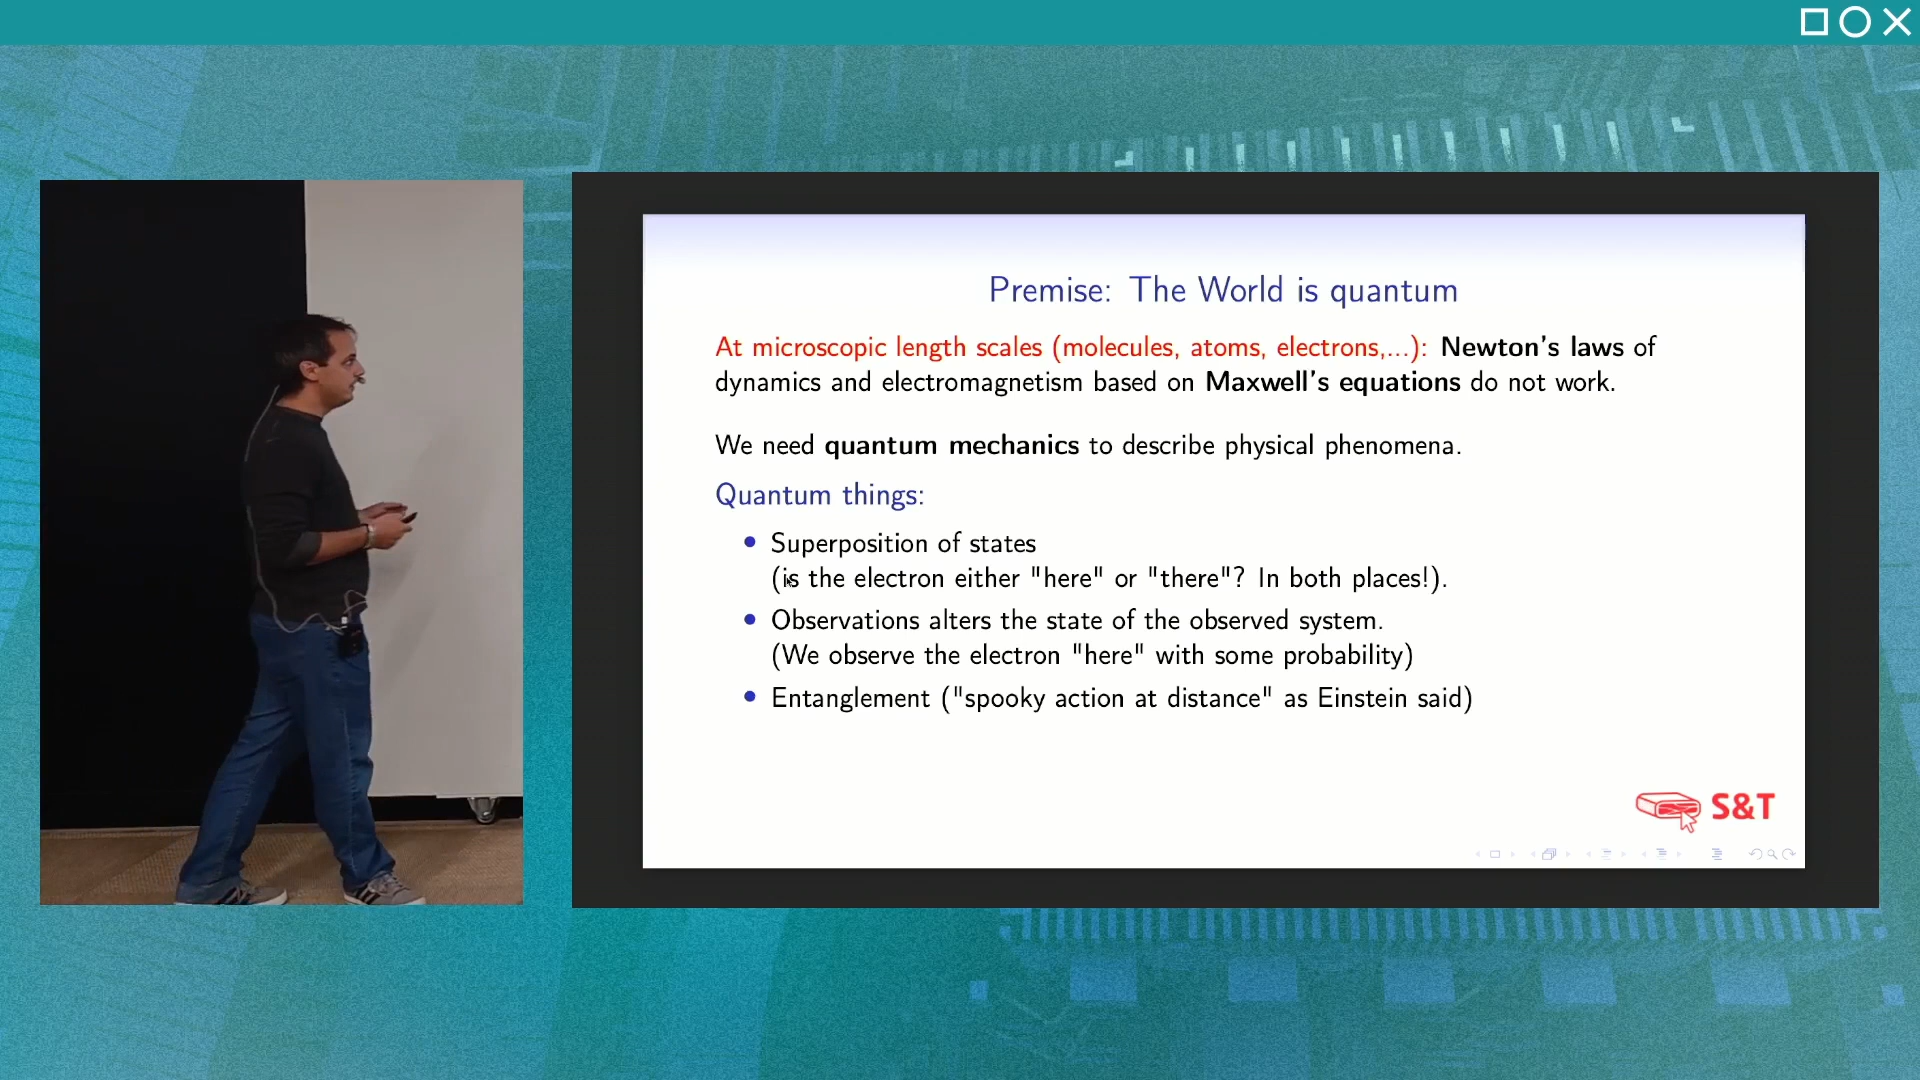 Premise: The World is quantum
At microscopic length scales (molecules, atoms, electrons,...): Newton's laws of
dynamics and electromagnetism based on Maxwell's equations do not work.
We need quantum mechanics to describe physical phenomena.
Quantum things:
• Superposition of states
(is the electron either "here" or "there"? In both places!).
• Observations alters the state of the observed system.
(We observe the electron "here" with some probability)
• Entanglement ("spooky action at distance" as Einstein said)
S&T